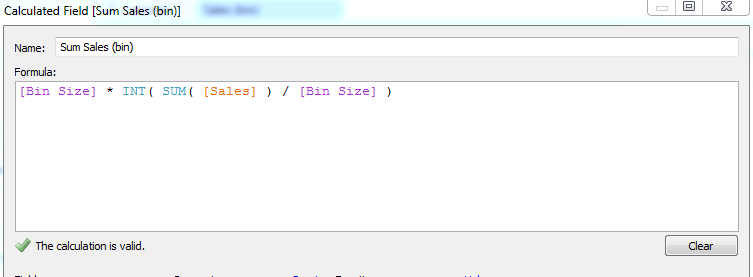 Calculated Field [Sum Sales (bin)]
Name: Sum Sales (bin)
Formula:
[Bin Size] * INT( SUM( [Sales] ) / [Bin Size] )
The calculation is valid.
Clear